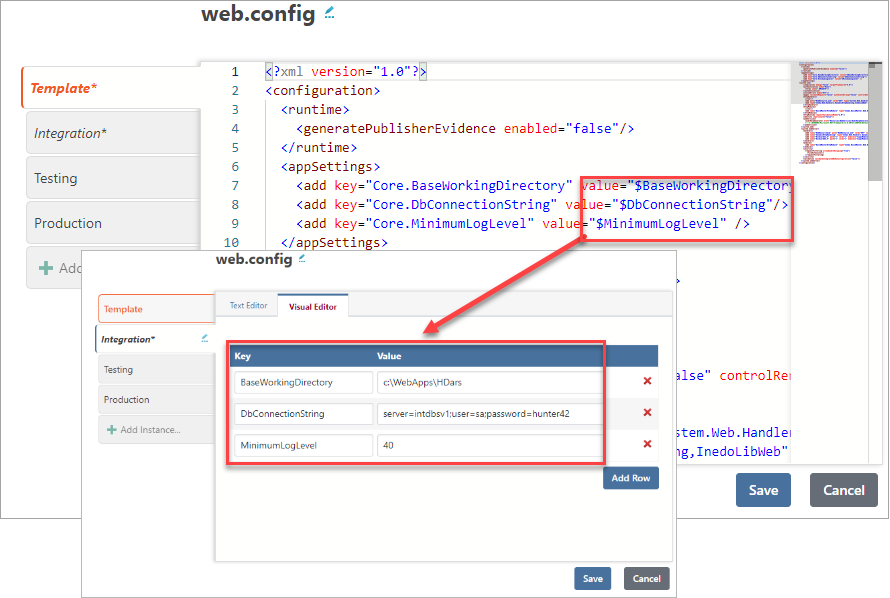 web.config
Template*
Integration*
Testing
Production
Add
1 <?xml version="1.0"?>
2 <configuration>
3 <runtime>
4 <generatePublisherEvidence enabled="false"/>
5 </runtime>
6 <appSettings>
7 <add key="Core.BaseWorkingDirectory" value="$BaseWorkingDirectory
8 <add key="Core.DbConnectionString" value="$DbConnectionString"/>
9 <add key="Core.MinimumLogLevel" value="$MinimumLogLevel" />
10 </appSettings>
>
alse" controlRen
stem.Web.Handler
ng,InedoLibWeb"
Save Cancel
web.config
Template
Integration*
Testing
Production
Add Instance...
Text Editor Visual Editor
Key Value
BaseWorkingDirectory c:\WebApps\HDars
DbConnectionString server=intdbsv1;user=sa;password=hunter42
MinimumLogLevel 40
Add Row
Save Cancel